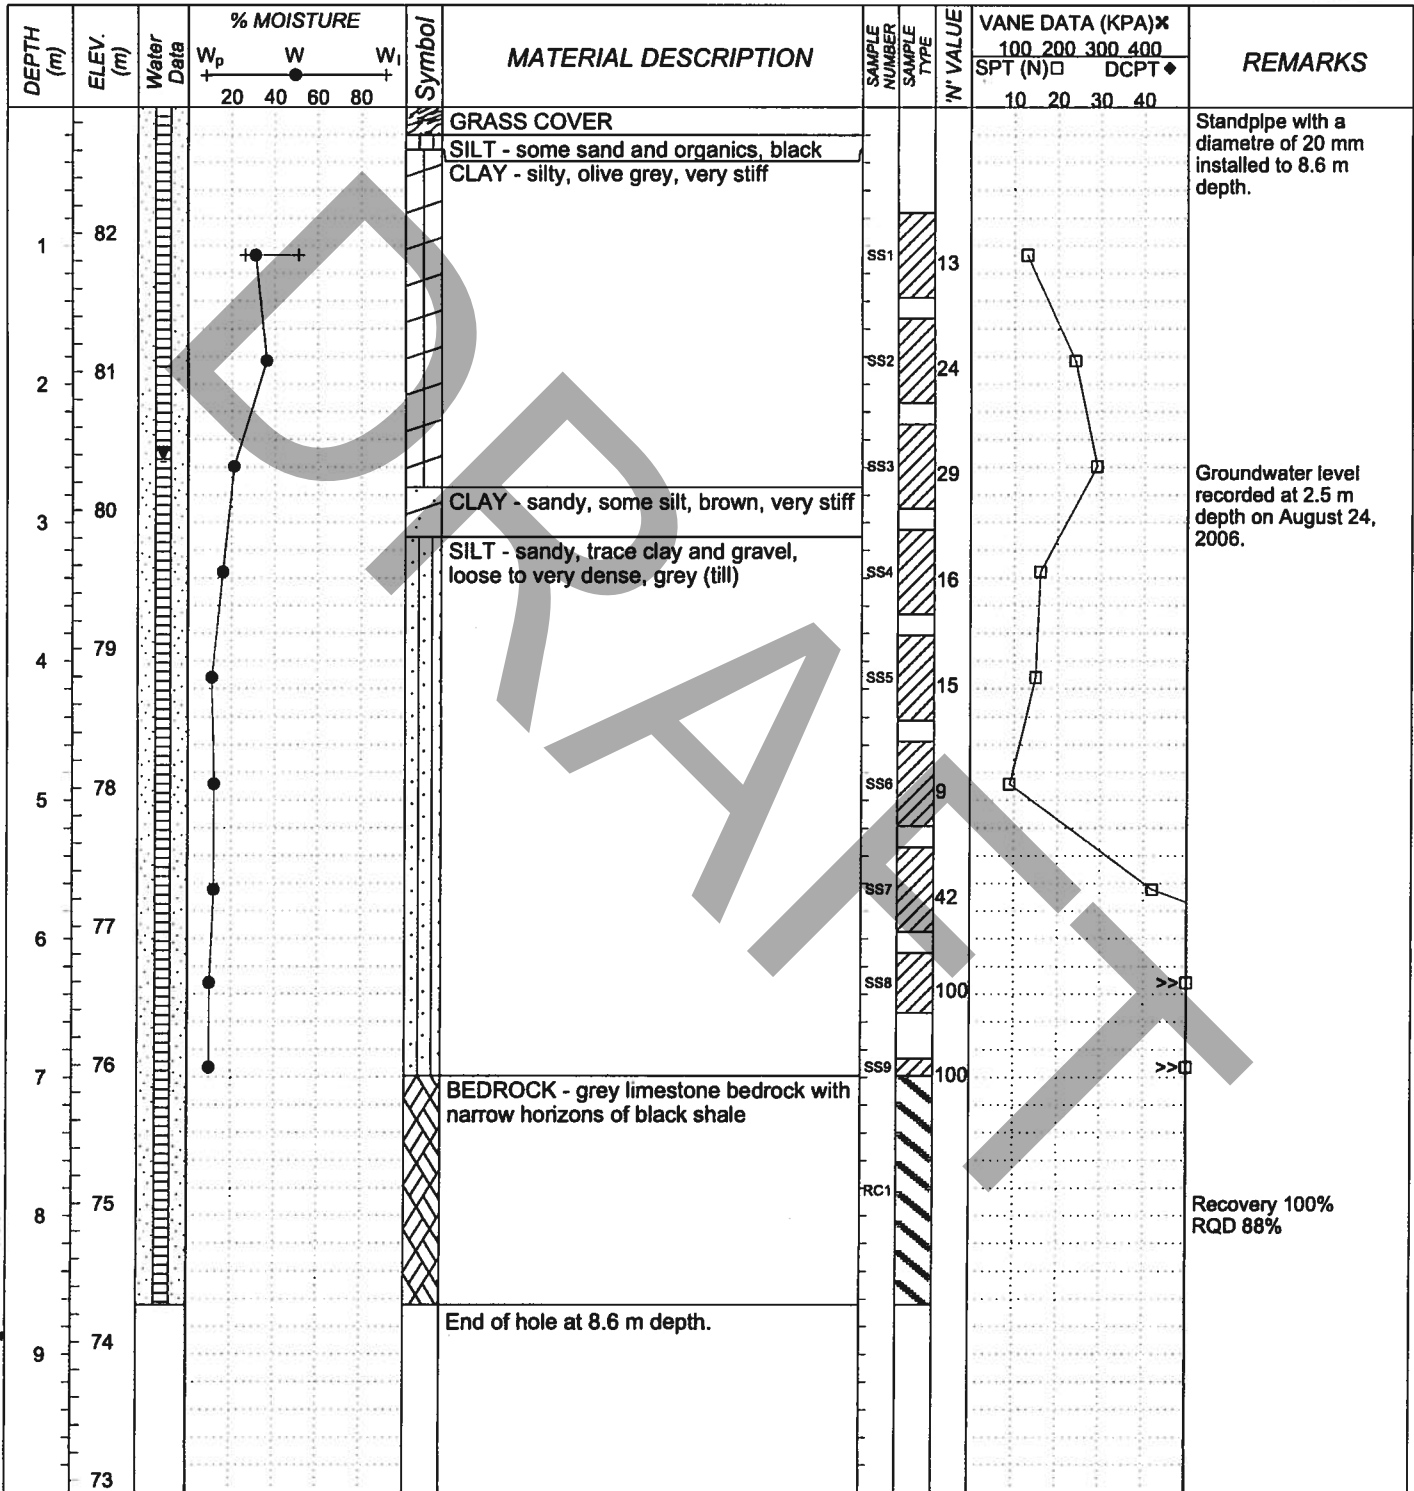 DEPTH (m)
ELEV. (m)
Water Data
% MOISTURE
Wp W Wl
20 40 60 80
Symbol
MATERIAL DESCRIPTION
SAMPLE NUMBER
SAMPLE TYPE
'N' VALUE
VANE DATA (KPA)✖
100 200 300 400
SPT (N)□ DCPT ◆
10 20 30 40
REMARKS
GRASS COVER
SILT - some sand and organics, black
CLAY - silty, olive grey, very stiff
Standpipe with a
diametre of 20 mm
installed to 8.6 m
depth.
1 82
SS1 13
2 81
SS2 24
SS3 29
Groundwater level
recorded at 2.5 m
depth on August 24,
2006.
CLAY - sandy, some silt, brown, very stiff
3 80
SILT - sandy, trace clay and gravel,
loose to very dense, grey (till)
SS4 16
4 79
SS5 15
5 78
SS6 9
SS7 42
6 77
SS8 100
>>
7 76
SS9 100
>>
BEDROCK - grey limestone bedrock with
narrow horizons of black shale
RC1
8 75
Recovery 100%
RQD 88%
End of hole at 8.6 m depth.
9 74
73
DRAFT